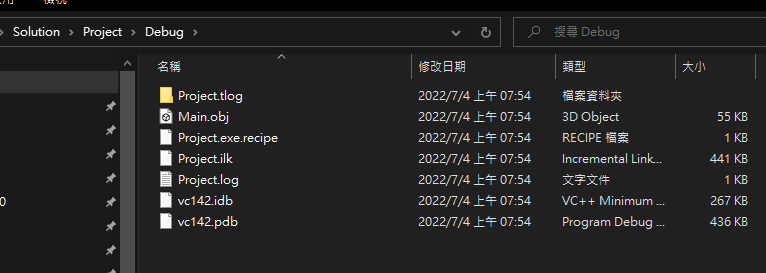 檢視
Solution > Project > Debug >
搜尋 Debug
名稱 修改日期 類型 大小
Project.tlog 2022/7/4 上午 07:54 檔案資料夾
Main.obj 2022/7/4 上午 07:54 3D Object 55 KB
Project.exe.recipe 2022/7/4 上午 07:54 RECIPE 檔案 1 KB
Project.ilk 2022/7/4 上午 07:54 Incremental Link... 441 KB
Project.log 2022/7/4 上午 07:54 文字文件 1 KB
0 vc142.idb 2022/7/4 上午 07:54 VC++ Minimum ... 267 KB
vc142.pdb 2022/7/4 上午 07:54 Program Debug ... 436 KB